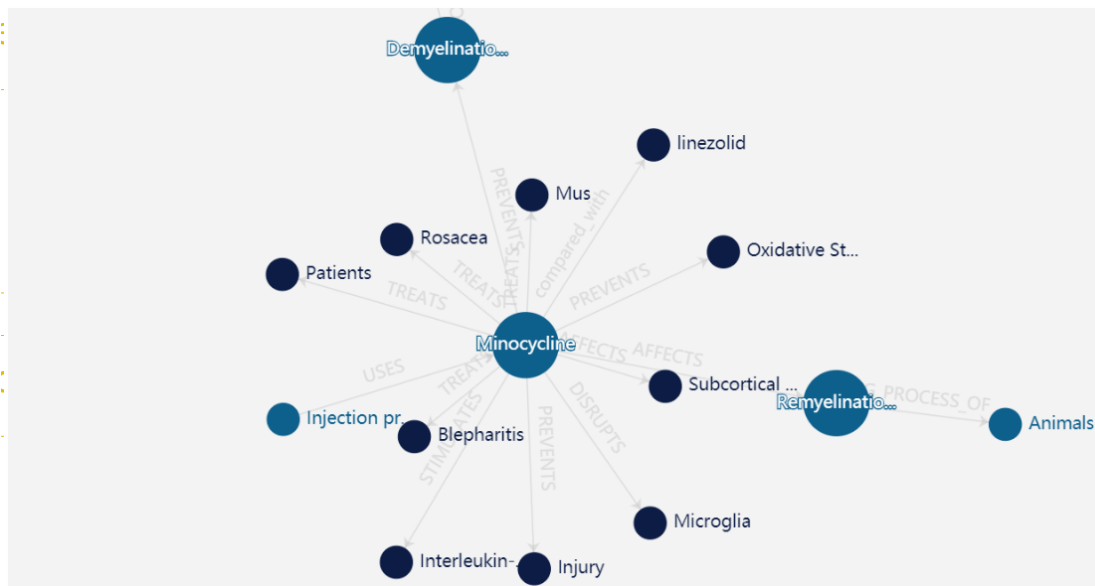 Demyelinatio...
linezolid
PREVENTS
Mus
compared_with
Rosacea
TREATS
Oxidative St...
Patients
TREATS
TREATS
PREVENTS
Minocycline
AFFECTS
AFFECTS
USES
TREATS
Subcortical ...
Remyelinatio...
G_PROCESS_OF
Injection pr.
Animals
Blepharitis
STIMULATES
DISRUPTS
PREVENTS
Microglia
Interleukin-.
Injury